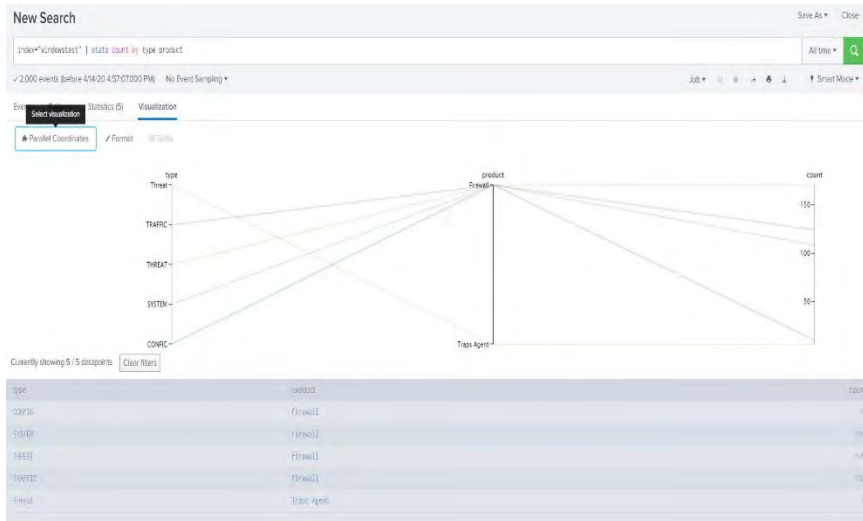 New Search
Save As
Close
index="windowstest" | stats count by type product
All time
2,000 events (before 4/14/20 4:57:07.000 PM)
No Event Sampling
Job
Smart Mode
Select visualization
Statistics (5)
Visualization
Parallel Coordinates
Format
type
product
count
Threat
Firewall
150
TRAFFIC
THREAT
100
SYSTEM
50
CONFIG
Traps Agent
Currently showing 5 / 5 datapoints
Clear filters
type product
CONFIG Firewall
SYSTEM Firewall
THREAT Firewall
TRAFFIC Firewall
Threat Traps Agent